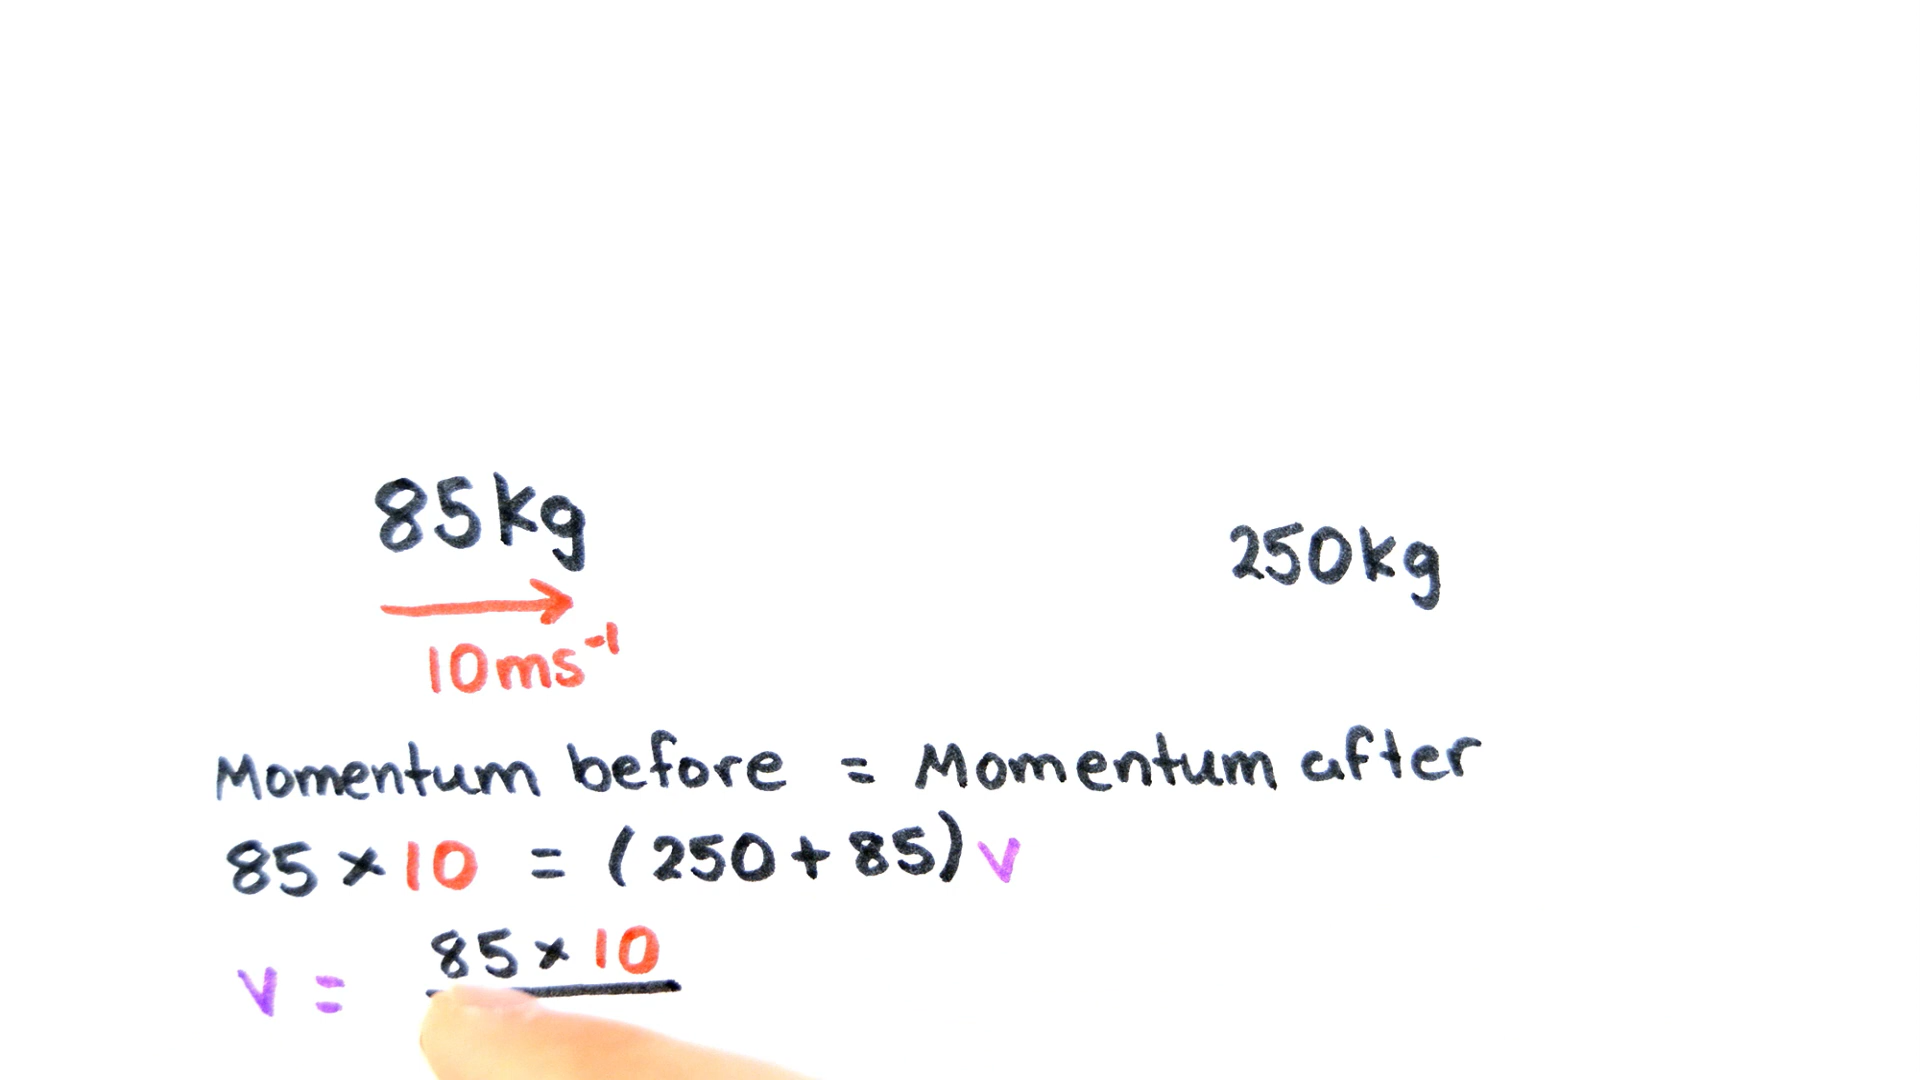 85kg
250kg
10ms⁻¹
Momentum before = Momentum after
85 × 10 = (250 + 85) v
85 × 10
v =